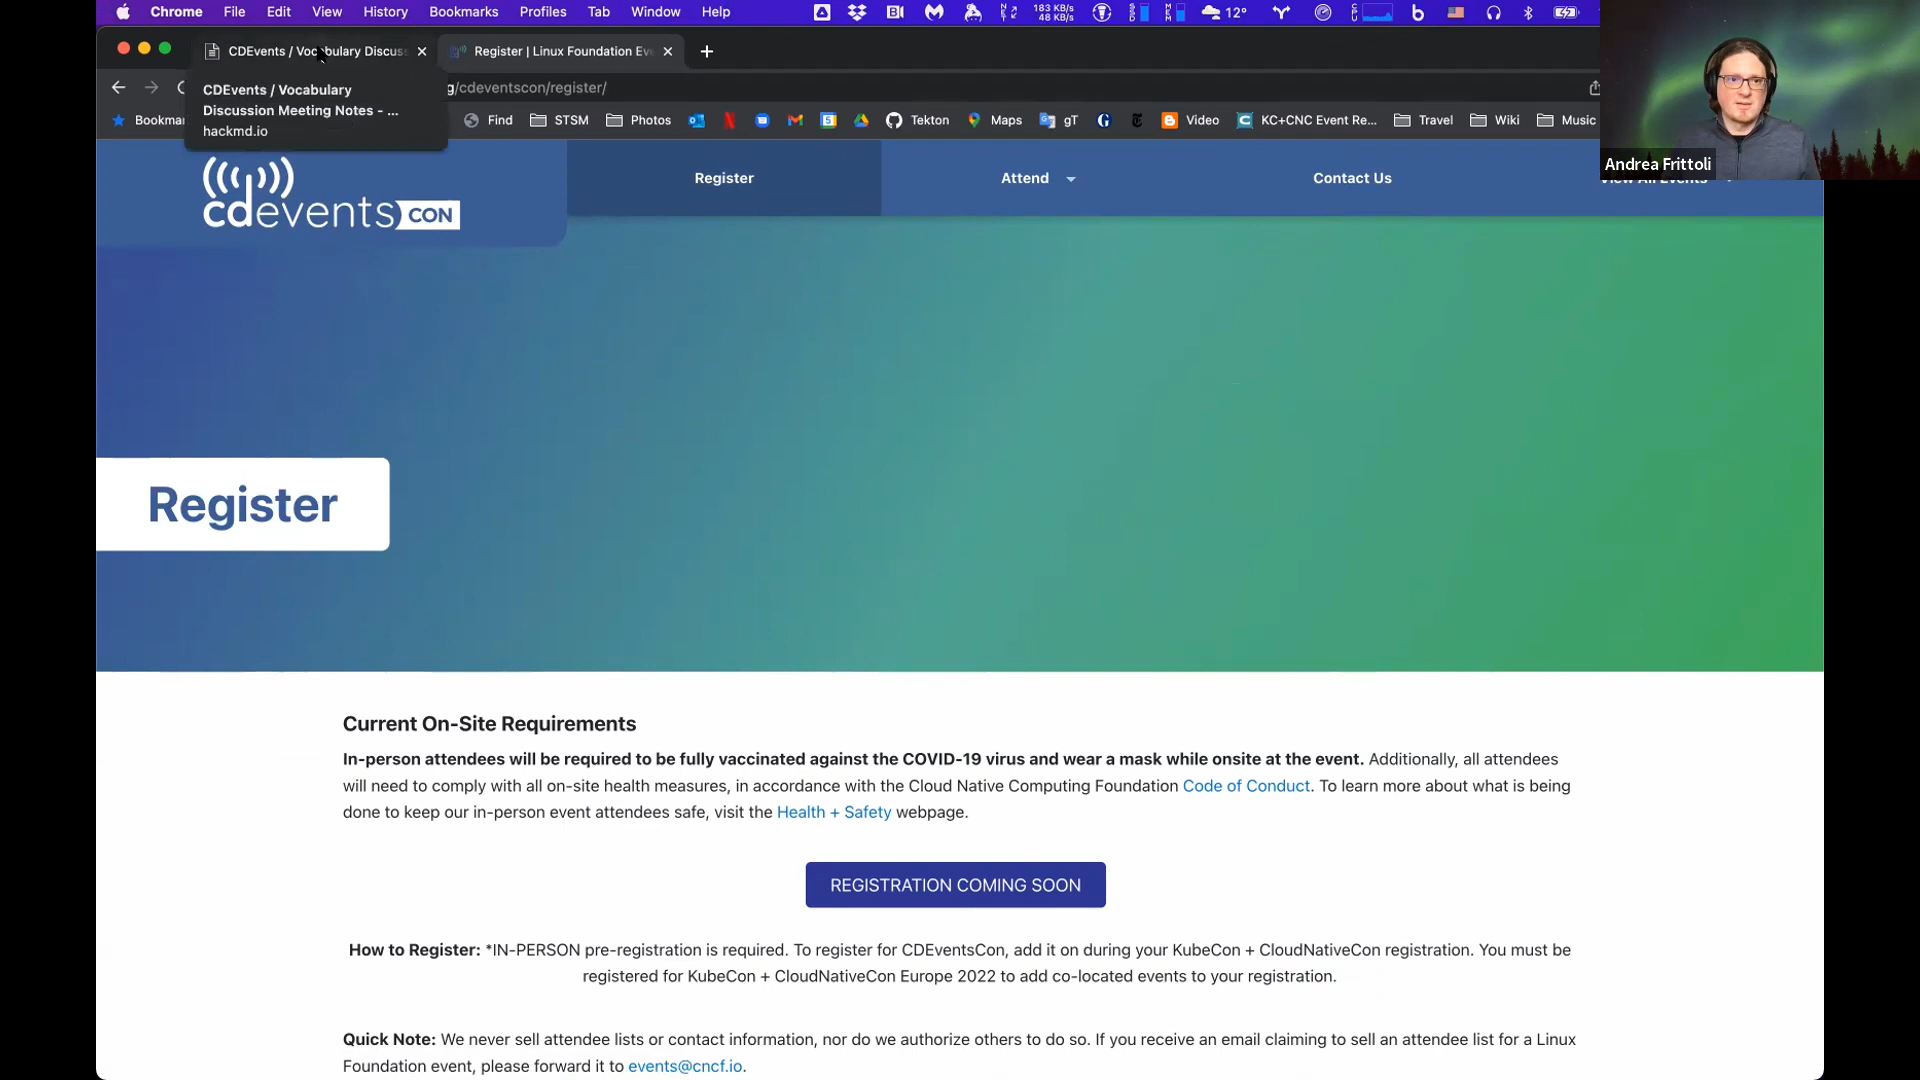 Chrome File Edit View History Bookmarks Profiles Tab Window Help 183 KB/s 48 KB/s 12°
CDEvents / Vocabulary Discuss Register | Linux Foundation Eve
CDEvents / Vocabulary
Discussion Meeting Notes - ...
hackmd.io
g/cdeventscon/register/
Bookmar Find STSM Photos Tekton Maps gT Video KC+CNC Event Re... Travel Wiki Music
Andrea Frittoli
cdevents CON
Register Attend Contact Us View All Events
Register
Current On-Site Requirements
In-person attendees will be required to be fully vaccinated against the COVID-19 virus and wear a mask while onsite at the event. Additionally, all attendees
will need to comply with all on-site health measures, in accordance with the Cloud Native Computing Foundation Code of Conduct. To learn more about what is being
done to keep our in-person event attendees safe, visit the Health + Safety webpage.
REGISTRATION COMING SOON
How to Register: *IN-PERSON pre-registration is required. To register for CDEventsCon, add it on during your KubeCon + CloudNativeCon registration. You must be
registered for KubeCon + CloudNativeCon Europe 2022 to add co-located events to your registration.
Quick Note: We never sell attendee lists or contact information, nor do we authorize others to do so. If you receive an email claiming to sell an attendee list for a Linux
Foundation event, please forward it to events@cncf.io.